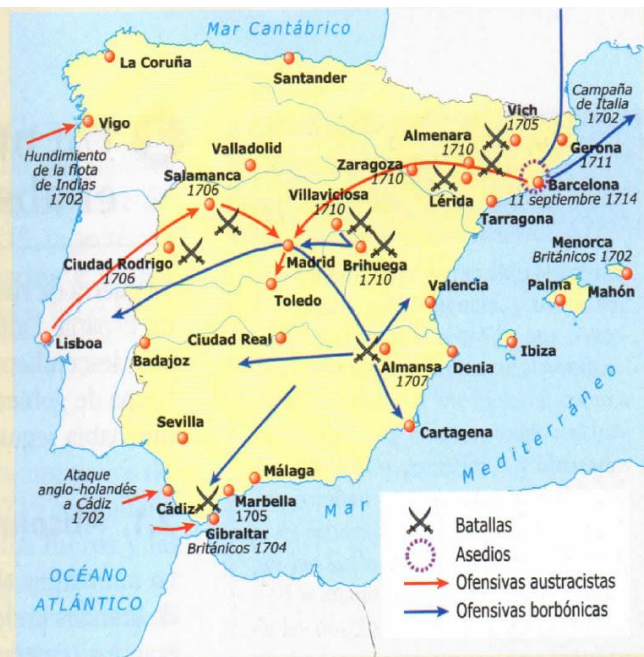 Mar Cantábrico
La Coruña
Santander
Campaña
de Italia
1702
Vigo
Hundimiento
de la flota
de Indias
1702
Valladolid
Salamanca
1706
Zaragoza
1710
Almenara
1710
Vich
1705
Gerona
1711
Barcelona
11 septiembre 1714
Lérida
Tarragona
Villaviciosa
1710
Ciudad Rodrigo
1706
Madrid
Brihuega
1710
Toledo
Menorca
Británicos 1702
Mahón
Palma
Valencia
Lisboa
Badajoz
Ciudad Real
Almansa
1707
Denia
Ibiza
Sevilla
Cartagena
Mar Mediterráneo
Ataque
anglo-holandés
a Cádiz
1702
Cádiz
Málaga
Marbella
1705
Gibraltar
Británicos 1704
OCÉANO
ATLÁNTICO
Batallas
Asedios
Ofensivas austracistas
Ofensivas borbónicas